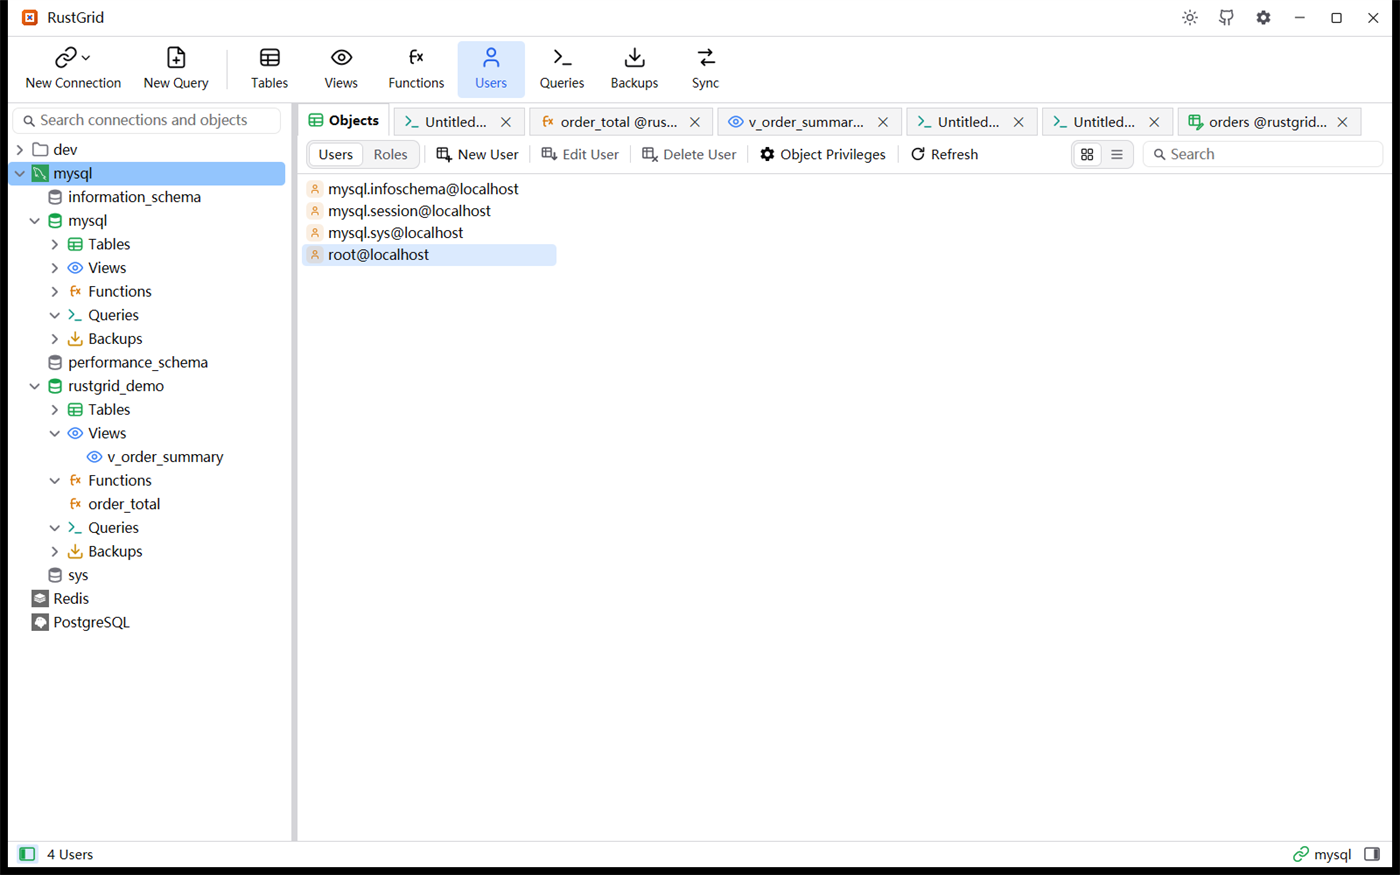 RustGrid
New Connection New Query Tables Views Functions Users Queries Backups Sync
Search connections and objects
Objects Untitled... order_total @rus... v_order_summar... Untitled... Untitled... orders @rustgrid...
Users Roles New User Edit User Delete User Object Privileges Refresh Search
dev
mysql
information_schema
mysql
Tables
Views
Functions
Queries
Backups
performance_schema
rustgrid_demo
Tables
Views
v_order_summary
Functions
order_total
Queries
Backups
sys
Redis
PostgreSQL
mysql.infoschema@localhost
mysql.session@localhost
mysql.sys@localhost
root@localhost
4 Users mysql